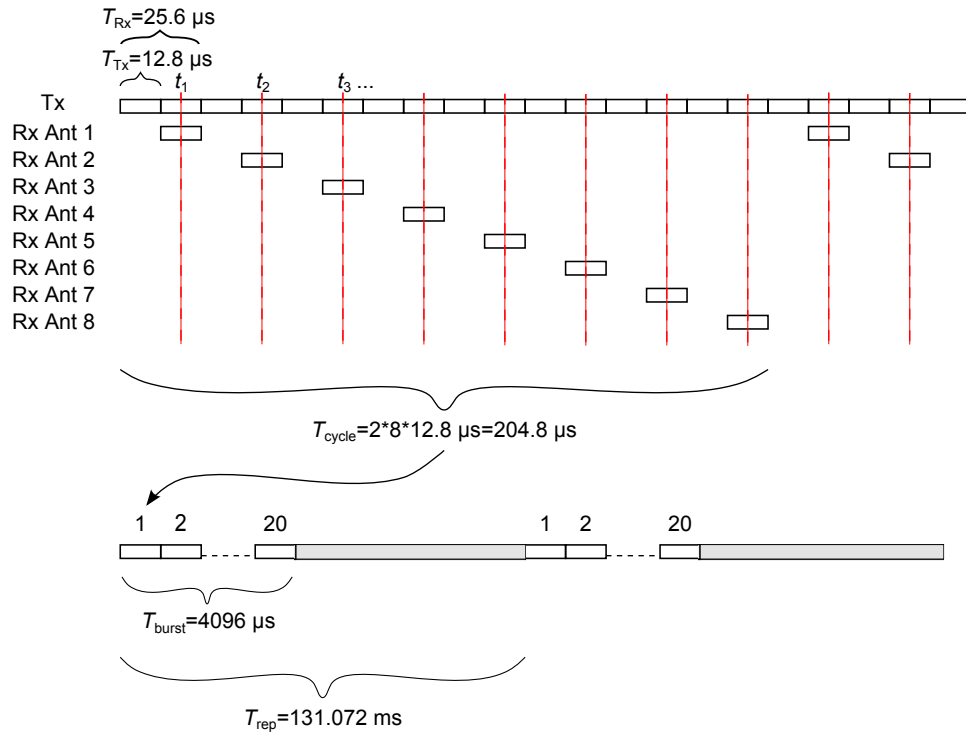 T_Rx=25.6 µs
T_Tx=12.8 µs
t_1 t_2 t_3 ...
Tx
Rx Ant 1
Rx Ant 2
Rx Ant 3
Rx Ant 4
Rx Ant 5
Rx Ant 6
Rx Ant 7
Rx Ant 8
T_cycle=2*8*12.8 µs=204.8 µs
1 2 20 1 2 20
T_burst=4096 µs
T_rep=131.072 ms